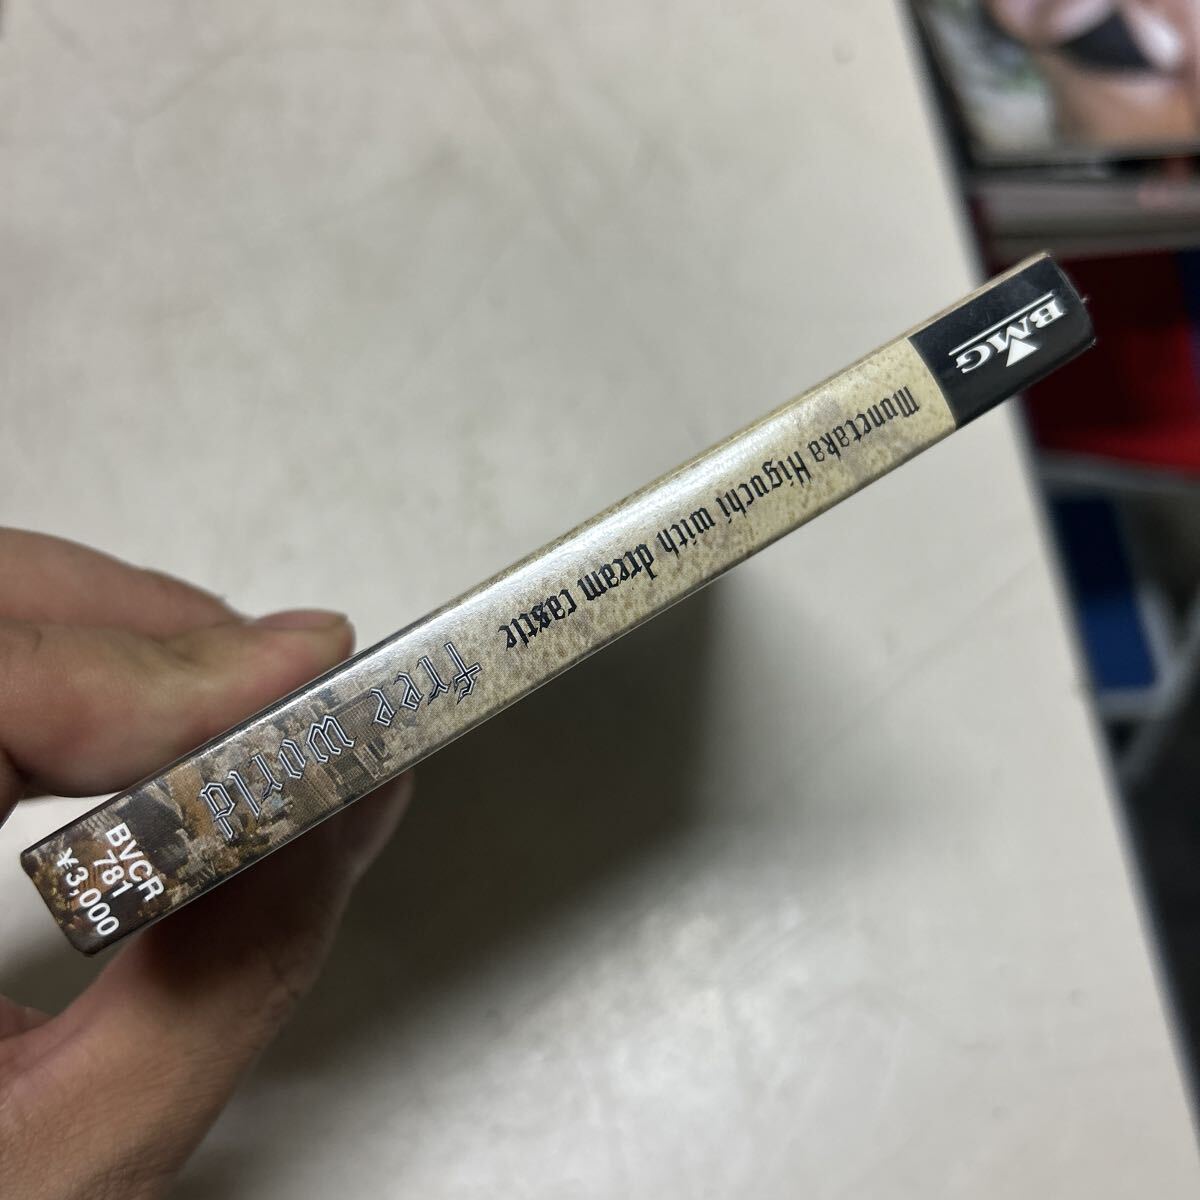 BMG
Munetaka Higuchi with dream castle
free world
BVCR
781
¥3,000